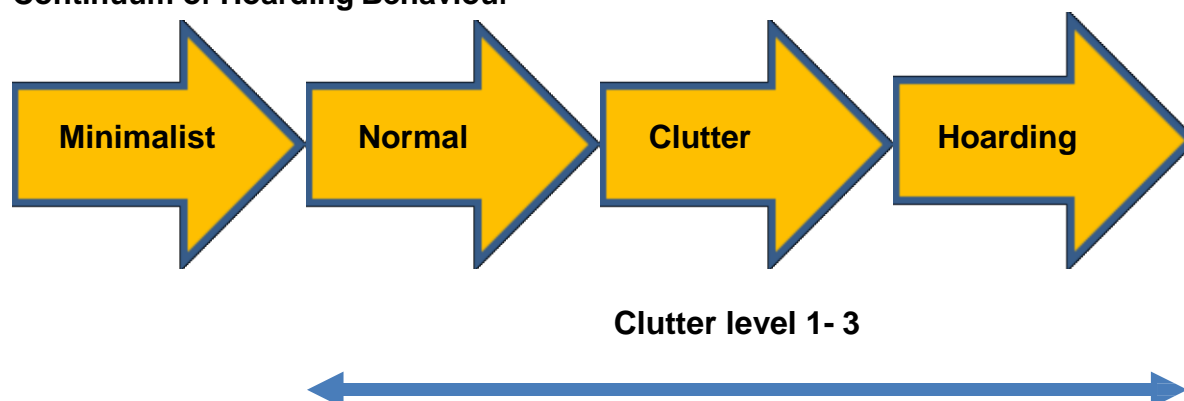 Continuum of Hoarding Behaviour
Minimalist Normal Clutter Hoarding
Clutter level 1- 3